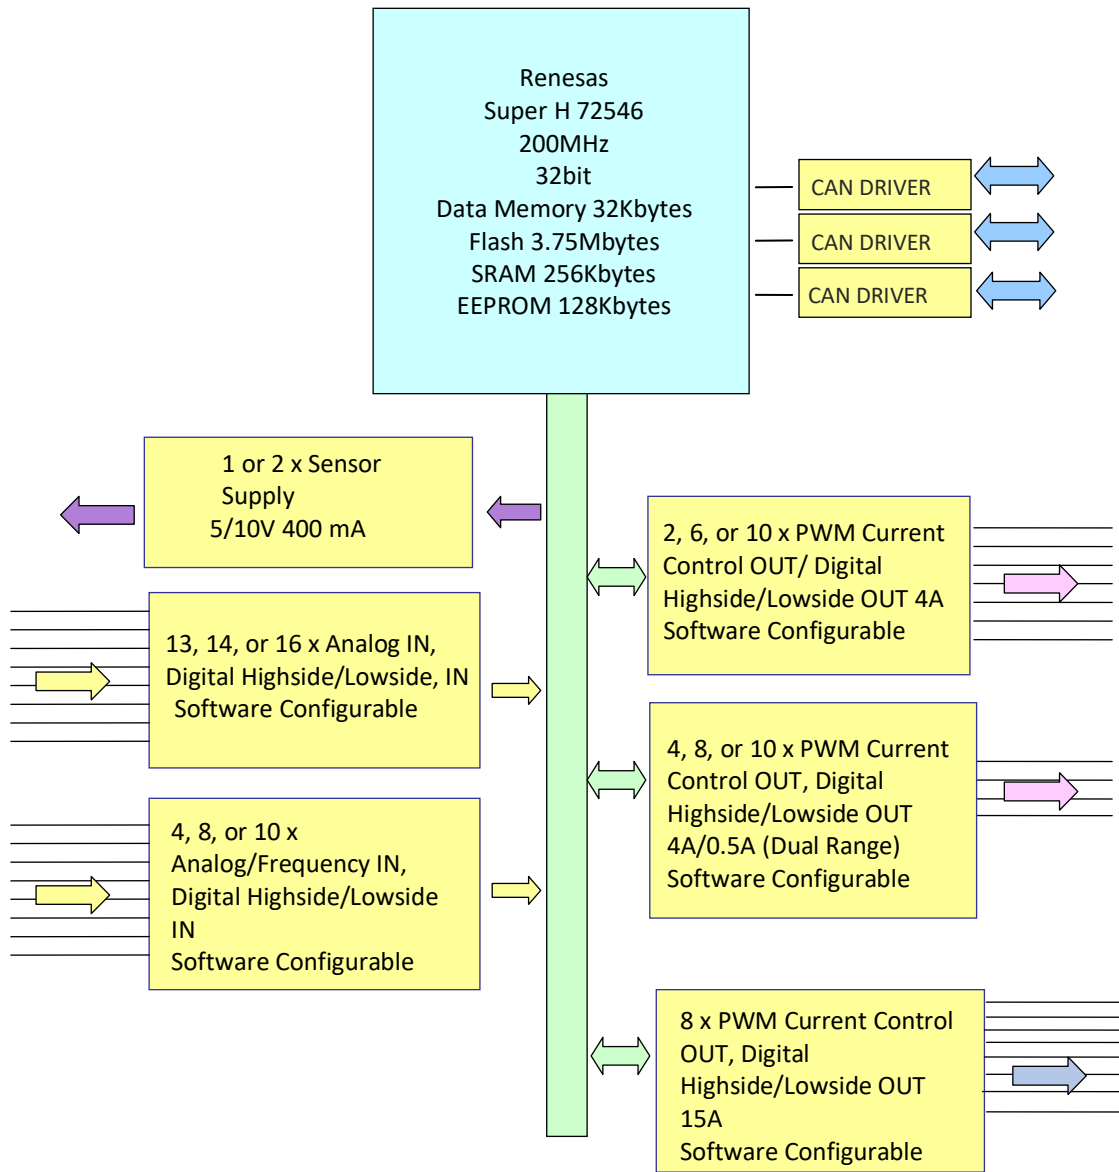 Renesas
Super H 72546
200MHz
32bit
Data Memory 32Kbytes
Flash 3.75Mbytes
SRAM 256Kbytes
EEPROM 128Kbytes
CAN DRIVER
CAN DRIVER
CAN DRIVER
1 or 2 x Sensor
Supply
5/10V 400 mA
13, 14, or 16 x Analog IN,
Digital Highside/Lowside, IN
Software Configurable
4, 8, or 10 x
Analog/Frequency IN,
Digital Highside/Lowside
IN
Software Configurable
2, 6, or 10 x PWM Current
Control OUT/ Digital
Highside/Lowside OUT 4A
Software Configurable
4, 8, or 10 x PWM Current
Control OUT, Digital
Highside/Lowside OUT
4A/0.5A (Dual Range)
Software Configurable
8 x PWM Current Control
OUT, Digital
Highside/Lowside OUT
15A
Software Configurable